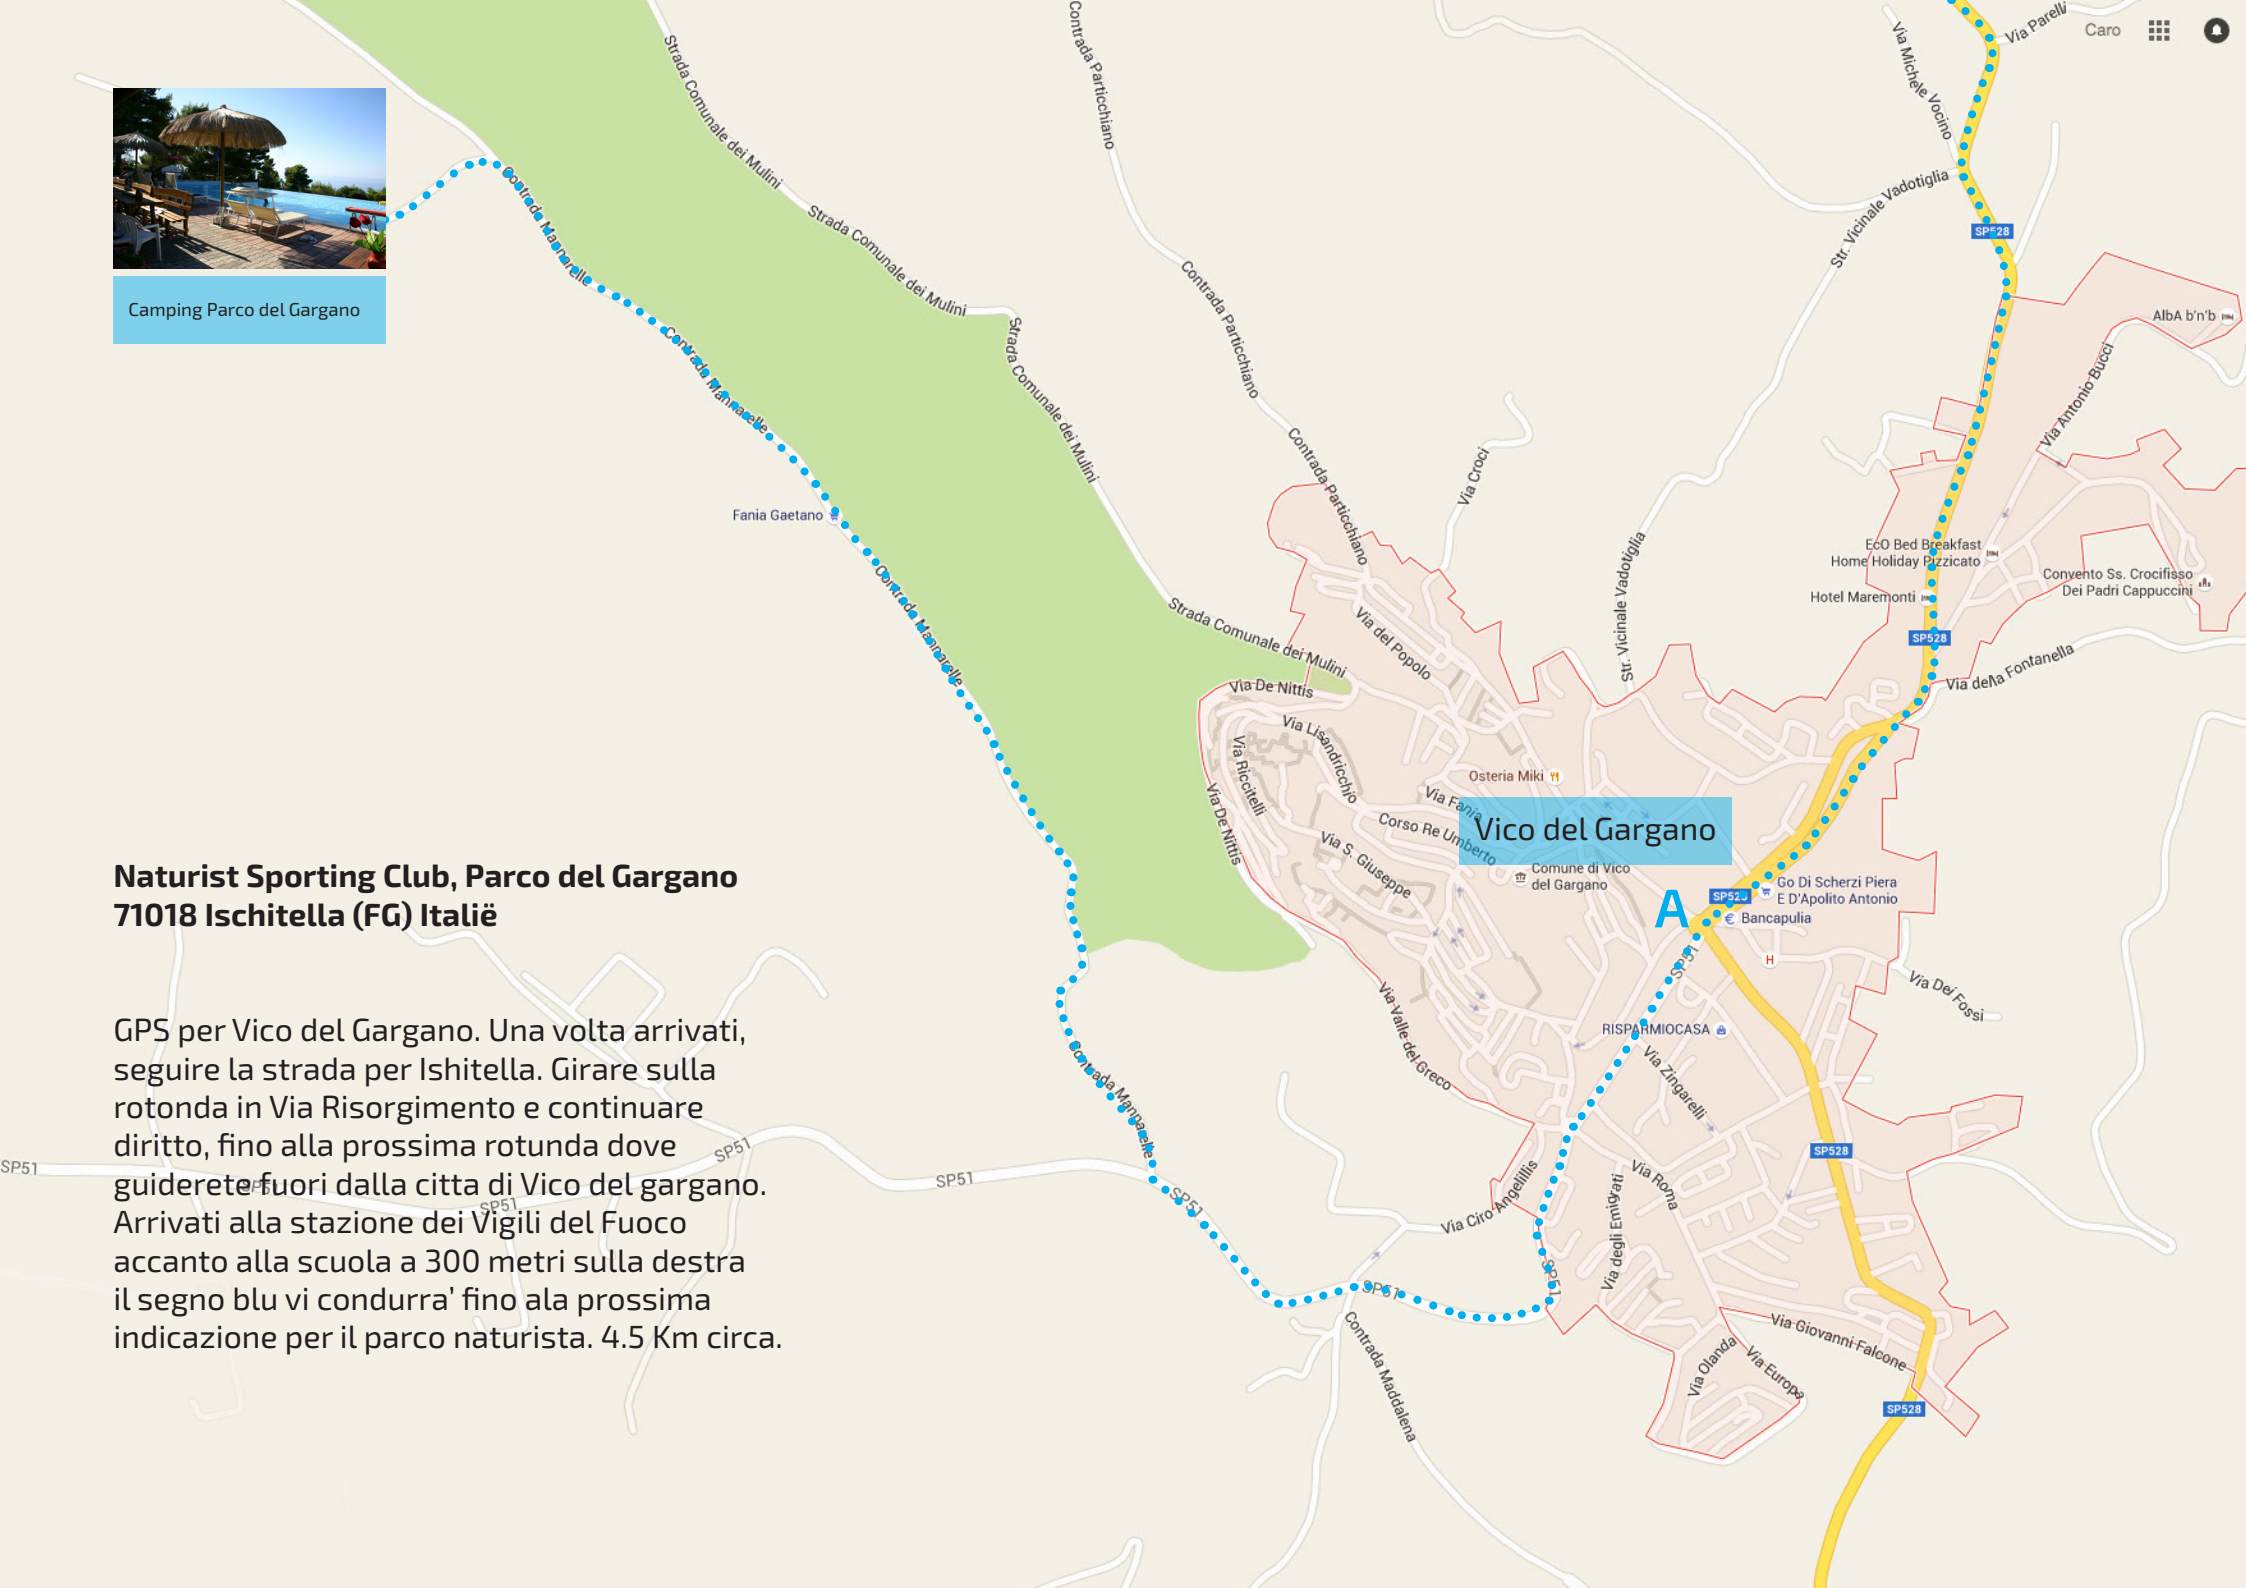 Caro
Via Parelli
Via Michele Vocino
Contrada Particchiano
Strada Comunale dei Mulini
Str. Vicinale Vadotiglia
Contrada Mannarelle
Strada Comunale dei Mulini
SP528
Camping Parco del Gargano
Contrada Particchiano
AlbA b'n'b
Strada Comunale dei Mulini
Contrada Mannarelle
Via Antonio Bucci
Contrada Particchiano
Via Croci
Fania Gaetano
EcO Bed Breakfast
Home Holiday Pizzicato
Convento Ss. Crocifisso
Dei Padri Cappuccini
Hotel Maremonti
Str. Vicinale Vadotiglia
Contrada Mannarelle
Strada Comunale dei Mulini
SP528
Via del Popolo
Via della Fontanella
Via De Nittis
Via Lisandricchio
Via Riccitelli
Osteria Miki
Via De Nittis
Via Fania
Vico del Gargano
Corso Re Umberto
Via S. Giuseppe
Comune di Vico
del Gargano
Go Di Scherzi Piera
E D'Apolito Antonio
SP528
A
Bancapulia
H
SP51
Naturist Sporting Club, Parco del Gargano
71018 Ischitella (FG) Italië
Via Dei Fossi
Via Valle del Greco
RISPARMIOCASA
Via Zingarelli
Contrada Mannarelle
GPS per Vico del Gargano. Una volta arrivati,
seguire la strada per Ishitella. Girare sulla
rotonda in Via Risorgimento e continuare
diritto, fino alla prossima rotunda dove
guiderete fuori dalla citta di Vico del gargano.
Arrivati alla stazione dei Vigili del Fuoco
accanto alla scuola a 300 metri sulla destra
il segno blu vi condurra’ fino ala prossima
indicazione per il parco naturista. 4.5 Km circa.
SP51
SP51
SP51
SP51
SP51
SP51
SP528
Via Roma
Via Ciro Angelillis
Via degli Emigrati
SP51
SP51
Contrada Maddalena
Via Giovanni Falcone
Via Olanda
Via Europa
SP528